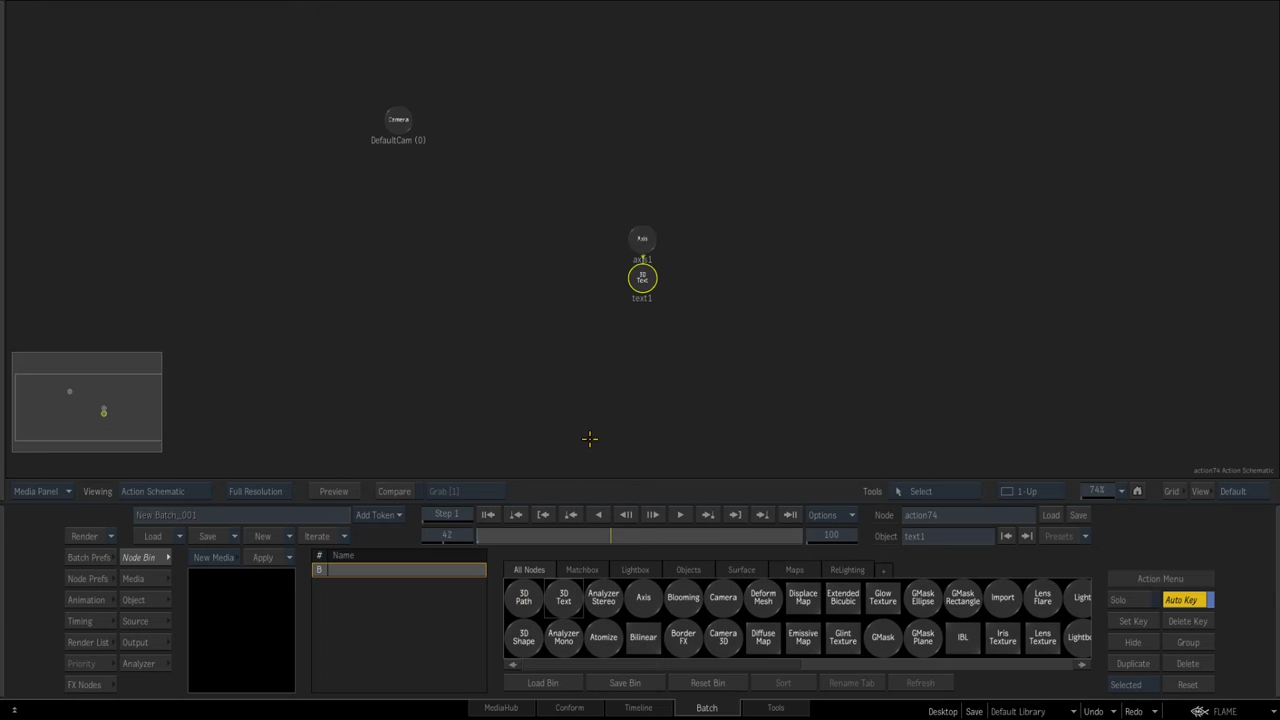 Camera
DefaultCam (0)
Axis
axis1
3D
Text
text1
action74 Action Schematic
Media Panel
Viewing
Action Schematic
Full Resolution
Preview
Compare
Grab [1]
Tools
Select
1-Up
74%
Grid
View
Default
New Batch_001
Add Token
Step 1
Options
Node
action74
Load
Save
Render
Load
Save
New
Iterate
42
100
Object
text1
Presets
Batch Prefs
Node Bin
New Media
Apply
# Name
B
Node Prefs
Media
Animation
Object
Timing
Source
Render List
Output
Priority
Analyzer
FX Nodes
All Nodes
Matchbox
Lightbox
Objects
Surface
Maps
Relighting
+
3D
Path
3D
Text
Analyzer
Stereo
Axis
Blooming
Camera
Deform
Mesh
Displace
Map
Extended
Bicubic
Glow
Texture
GMask
Ellipse
GMask
Rectangle
Import
Lens
Flare
Light
3D
Shape
Analyzer
Mono
Atomize
Bilinear
Border
FX
Camera
3D
Diffuse
Map
Emissive
Map
Glint
Texture
GMask
GMask
Plane
IBL
Iris
Texture
Lens
Texture
Lightbo
Load Bin
Save Bin
Reset Bin
Sort
Rename Tab
Refresh
Action Menu
Solo
Auto Key
Set Key
Delete Key
Hide
Group
Duplicate
Delete
Selected
Reset
MediaHub
Conform
Timeline
Batch
Tools
Desktop
Save
Default Library
Undo
Redo
FLAME